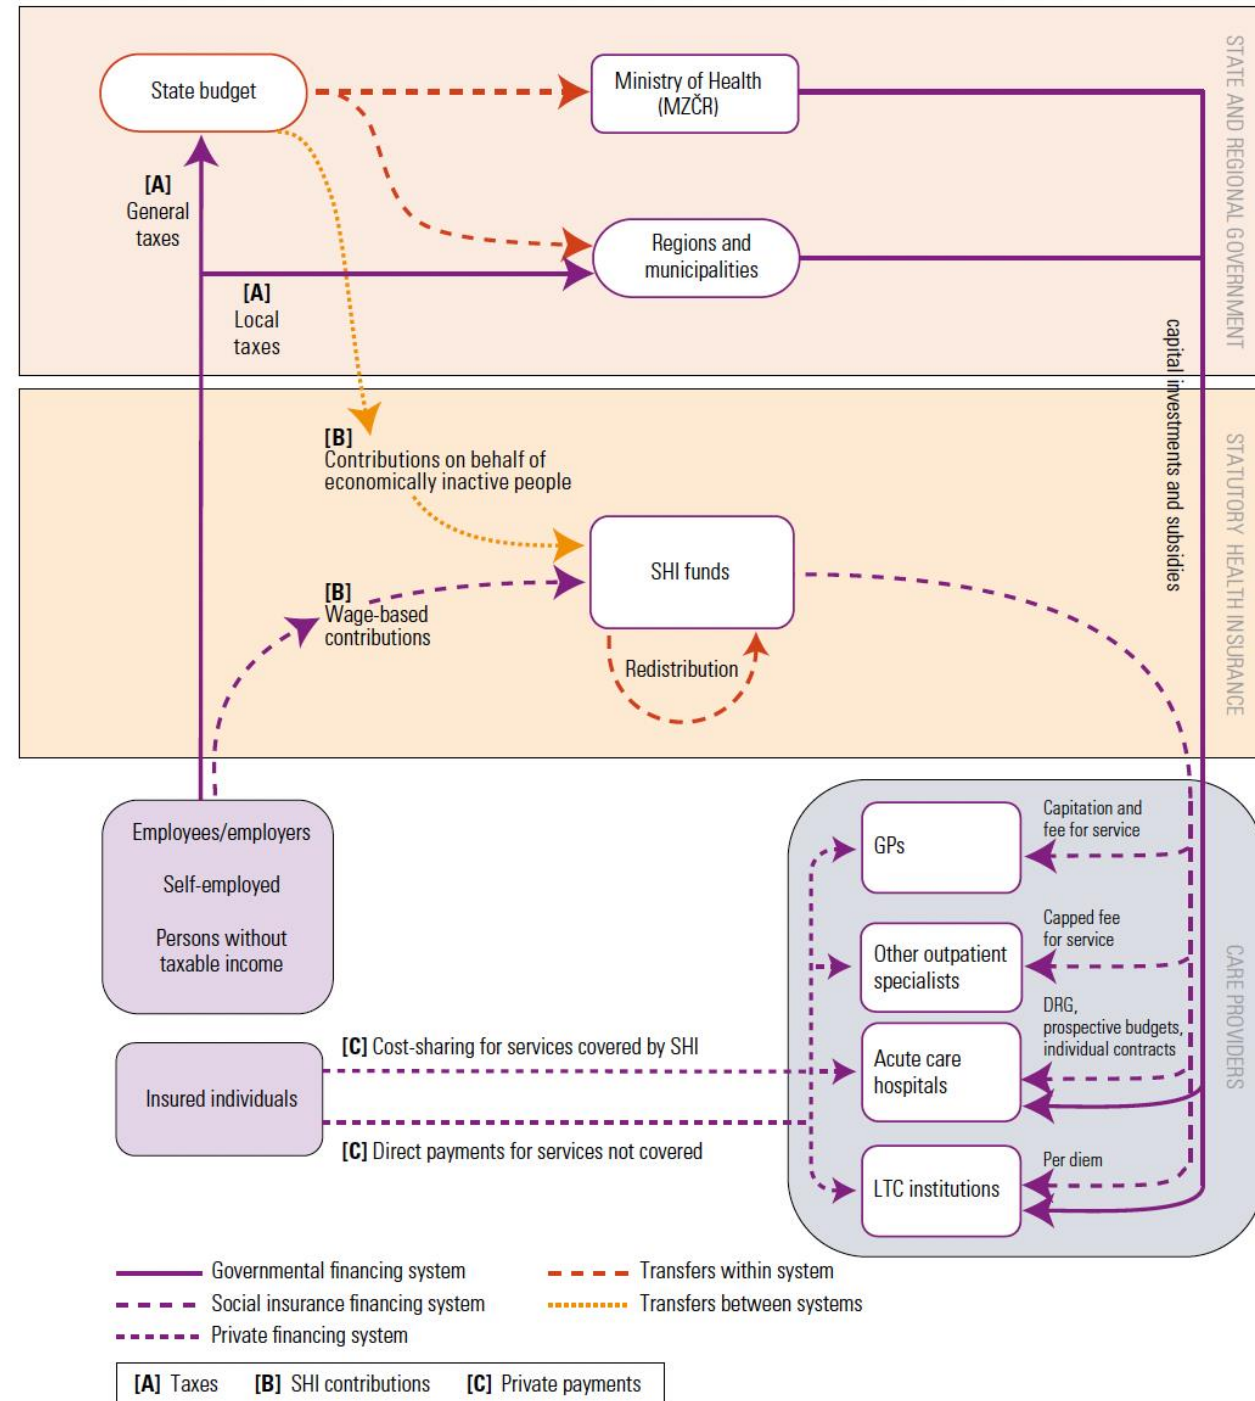 State budget
Ministry of Health
(MZČR)
[A]
General
taxes
Regions and
municipalities
[A]
Local
taxes
STATE AND REGIONAL GOVERNMENT
capital investments and subsidies
[B]
Contributions on behalf of
economically inactive people
SHI funds
[B]
Wage-based
contributions
Redistribution
STATUTORY HEALTH INSURANCE
Employees/employers
Self-employed
Persons without
taxable income
GPs
Capitation and
fee for service
Other outpatient
specialists
Capped fee
for service
Insured individuals
[C] Cost-sharing for services covered by SHI
[C] Direct payments for services not covered
Acute care
hospitals
DRG,
prospective budgets,
individual contracts
LTC institutions
Per diem
CARE PROVIDERS
Governmental financing system
Social insurance financing system
Private financing system
Transfers within system
Transfers between systems
[A] Taxes [B] SHI contributions [C] Private payments